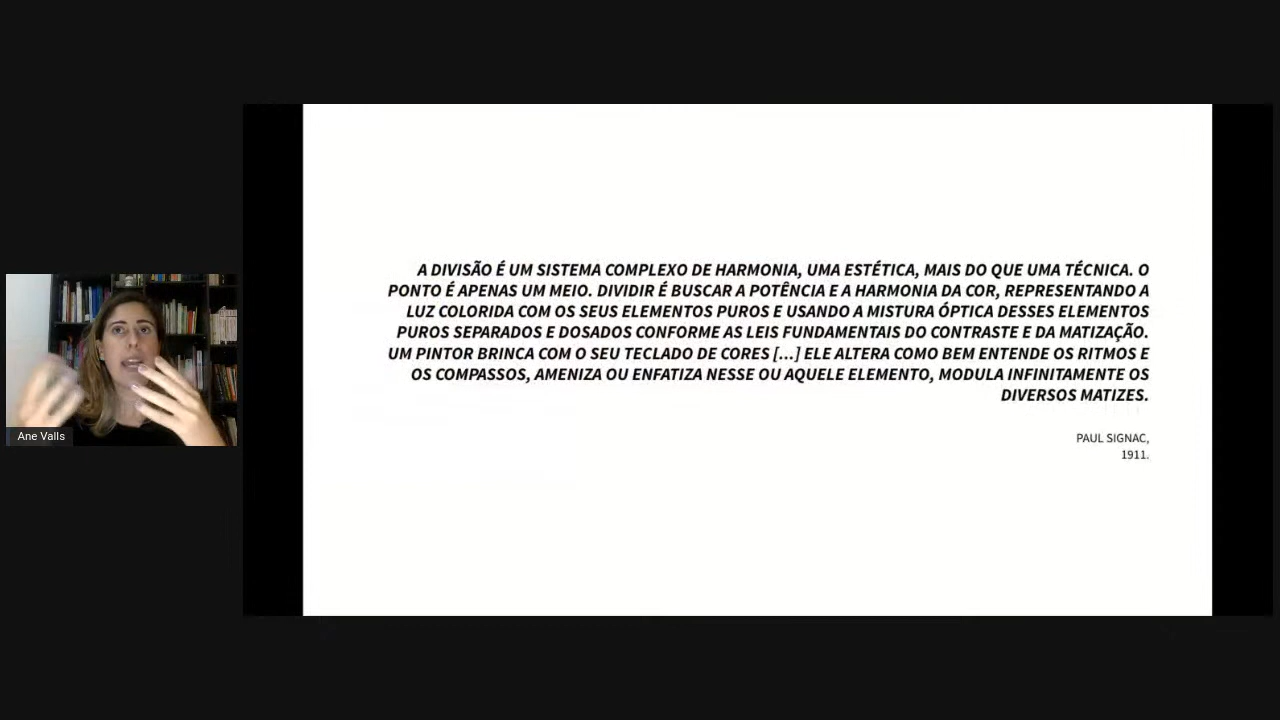 A DIVISÃO É UM SISTEMA COMPLEXO DE HARMONIA, UMA ESTÉTICA, MAIS DO QUE UMA TÉCNICA. O
PONTO É APENAS UM MEIO. DIVIDIR É BUSCAR A POTÊNCIA E A HARMONIA DA COR, REPRESENTANDO A
LUZ COLORIDA COM OS SEUS ELEMENTOS PUROS E USANDO A MISTURA ÓPTICA DESSES ELEMENTOS
PUROS SEPARADOS E DOSADOS CONFORME AS LEIS FUNDAMENTAIS DO CONTRASTE E DA MATIZAÇÃO.
UM PINTOR BRINCA COM O SEU TECLADO DE CORES [...] ELE ALTERA COMO BEM ENTENDE OS RITMOS E
OS COMPASSOS, AMENIZA OU ENFATIZA NESSE OU AQUELE ELEMENTO, MODULA INFINITAMENTE OS
DIVERSOS MATIZES.
PAUL SIGNAC,
1911.
Ane Valls